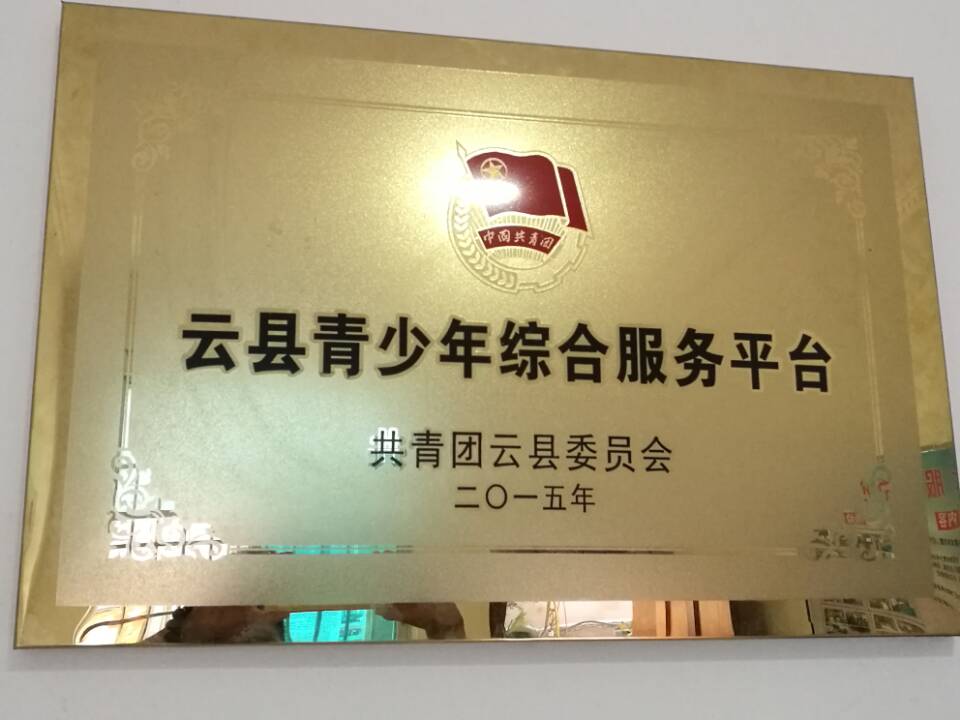 中国共青团
云县青少年综合服务平台
共青团云县委员会
二〇一五年